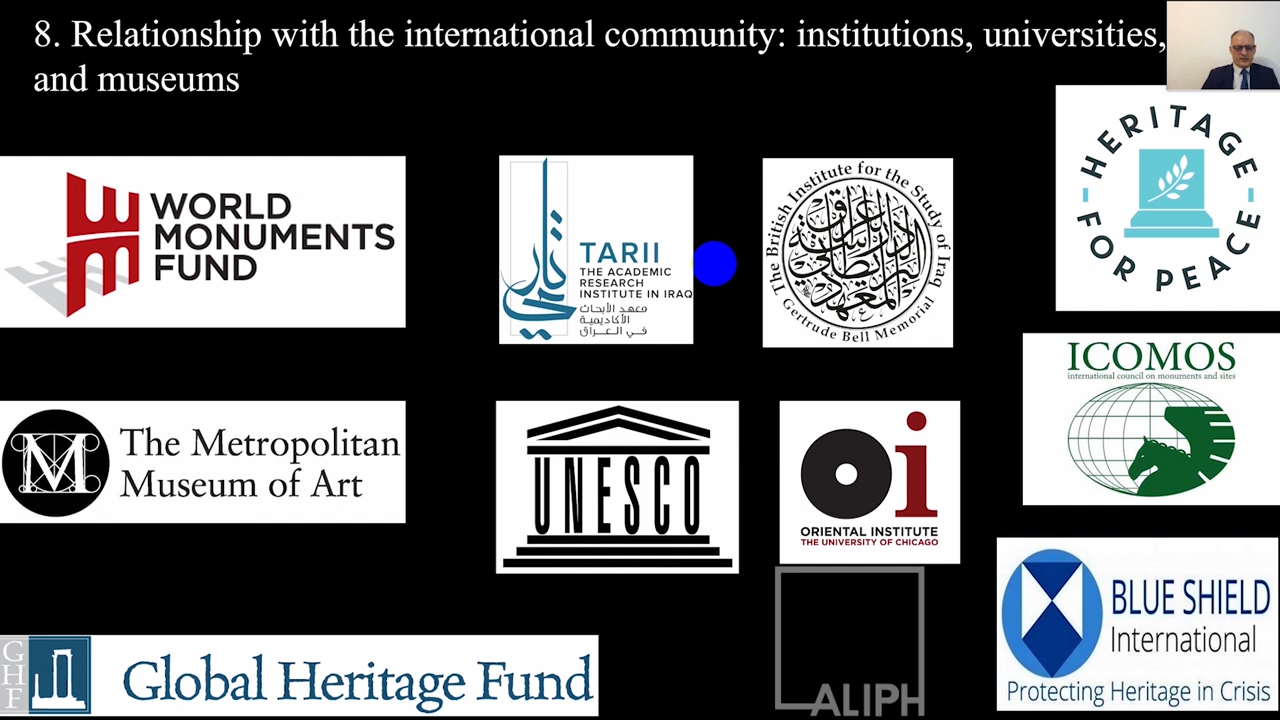 8. Relationship with the international community: institutions, universities,
and museums
WORLD
MONUMENTS
FUND
TARII
THE ACADEMIC
RESEARCH
INSTITUTE IN IRAQ
معهد الأبحاث
الأكاديمية
في العراق
The British Institute for the Study of Iraq
Gertrude Bell Memorial
HERITAGE
FOR PEACE
M
The Metropolitan
Museum of Art
UNESCO
oi
ORIENTAL INSTITUTE
THE UNIVERSITY OF CHICAGO
ICOMOS
international council on monuments and sites
GHF
Global Heritage Fund
ALIPH
BLUE SHIELD
International
Protecting Heritage in Crisis